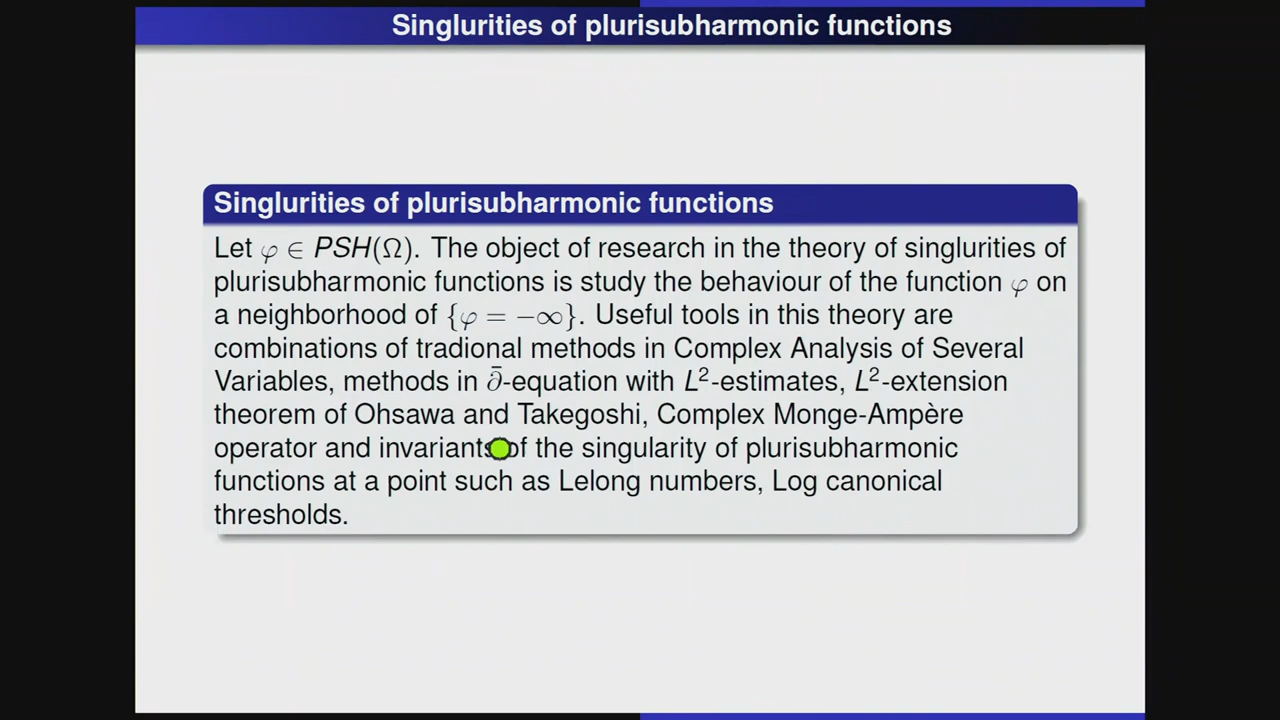 Singlurities of plurisubharmonic functions
Singlurities of plurisubharmonic functions
Let φ ∈ PSH(Ω). The object of research in the theory of singlurities of
plurisubharmonic functions is study the behaviour of the function φ on
a neighborhood of {φ = −∞}. Useful tools in this theory are
combinations of tradional methods in Complex Analysis of Several
Variables, methods in ∂̄-equation with L²-estimates, L²-extension
theorem of Ohsawa and Takegoshi, Complex Monge-Ampère
operator and invariants of the singularity of plurisubharmonic
functions at a point such as Lelong numbers, Log canonical
thresholds.